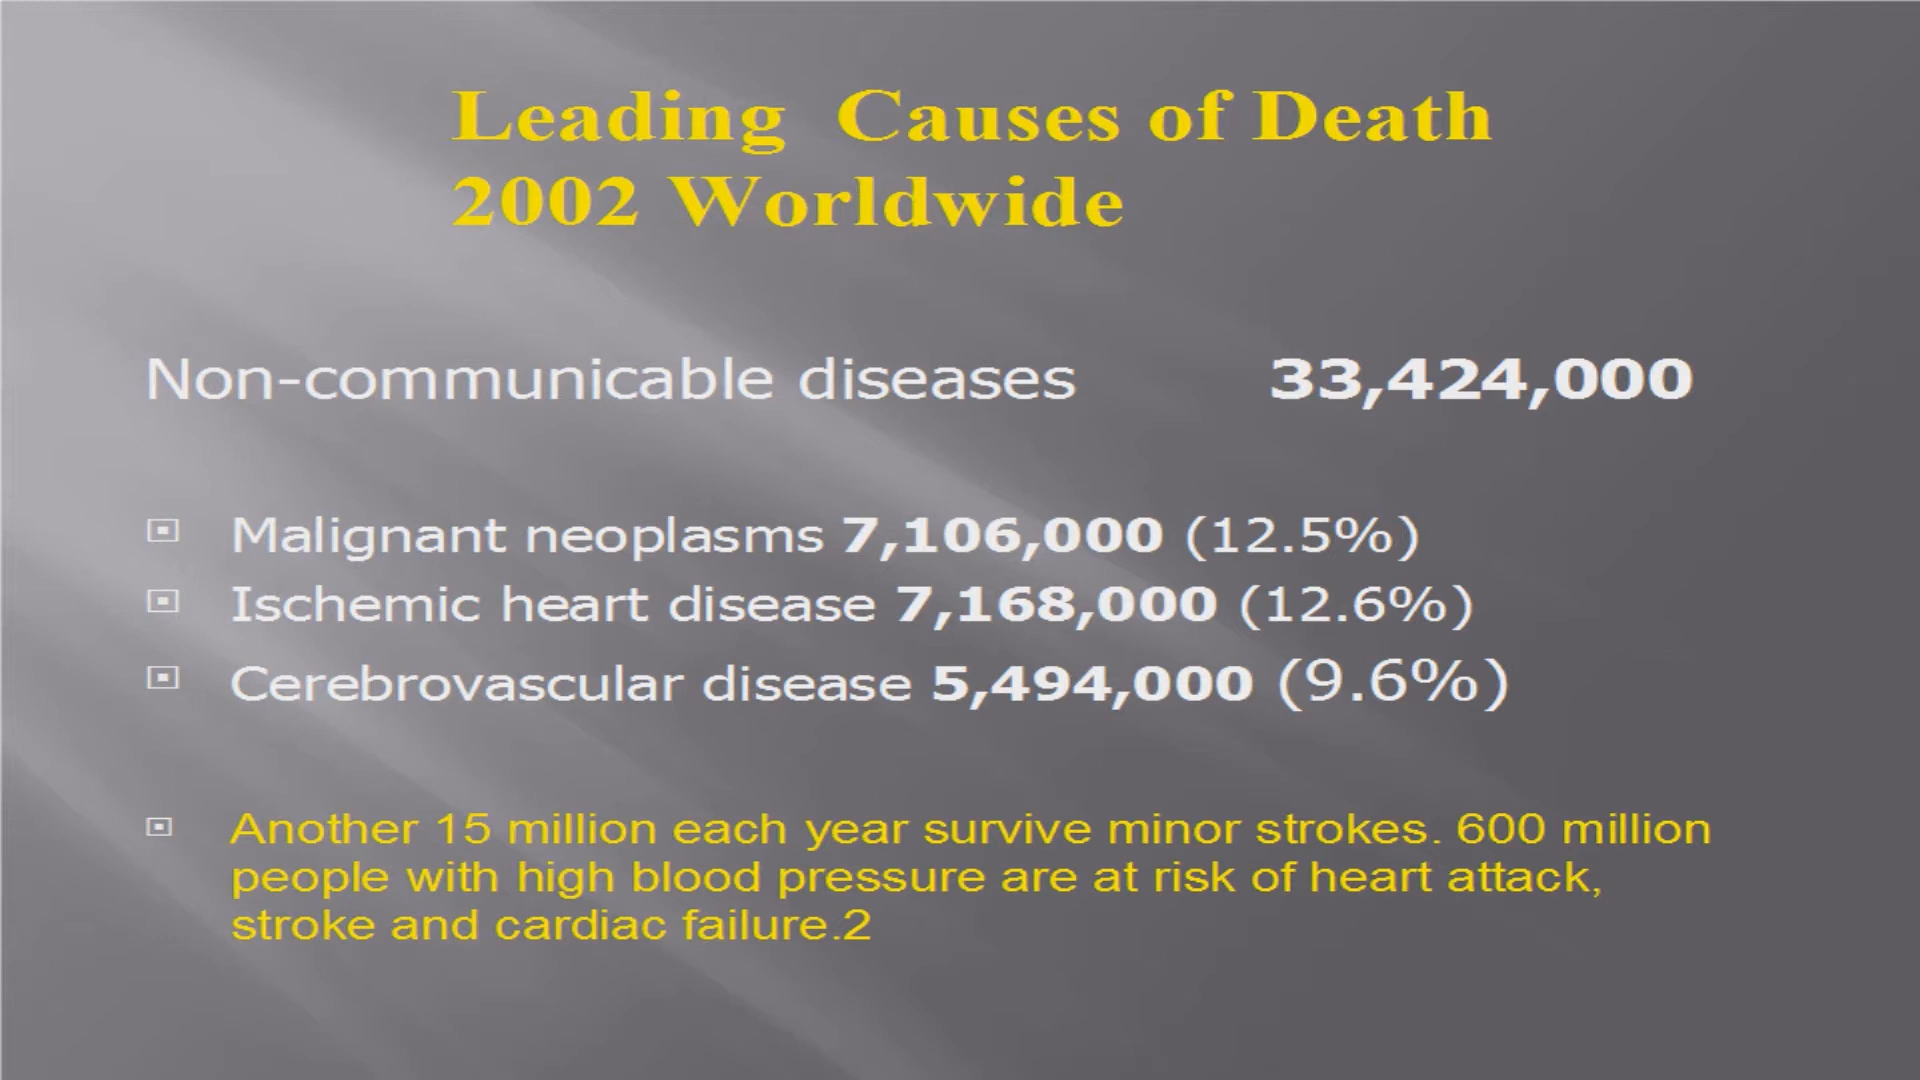 Leading Causes of Death
2002 Worldwide
Non-communicable diseases 33,424,000
Malignant neoplasms 7,106,000 (12.5%)
Ischemic heart disease 7,168,000 (12.6%)
Cerebrovascular disease 5,494,000 (9.6%)
Another 15 million each year survive minor strokes. 600 million
people with high blood pressure are at risk of heart attack,
stroke and cardiac failure.2